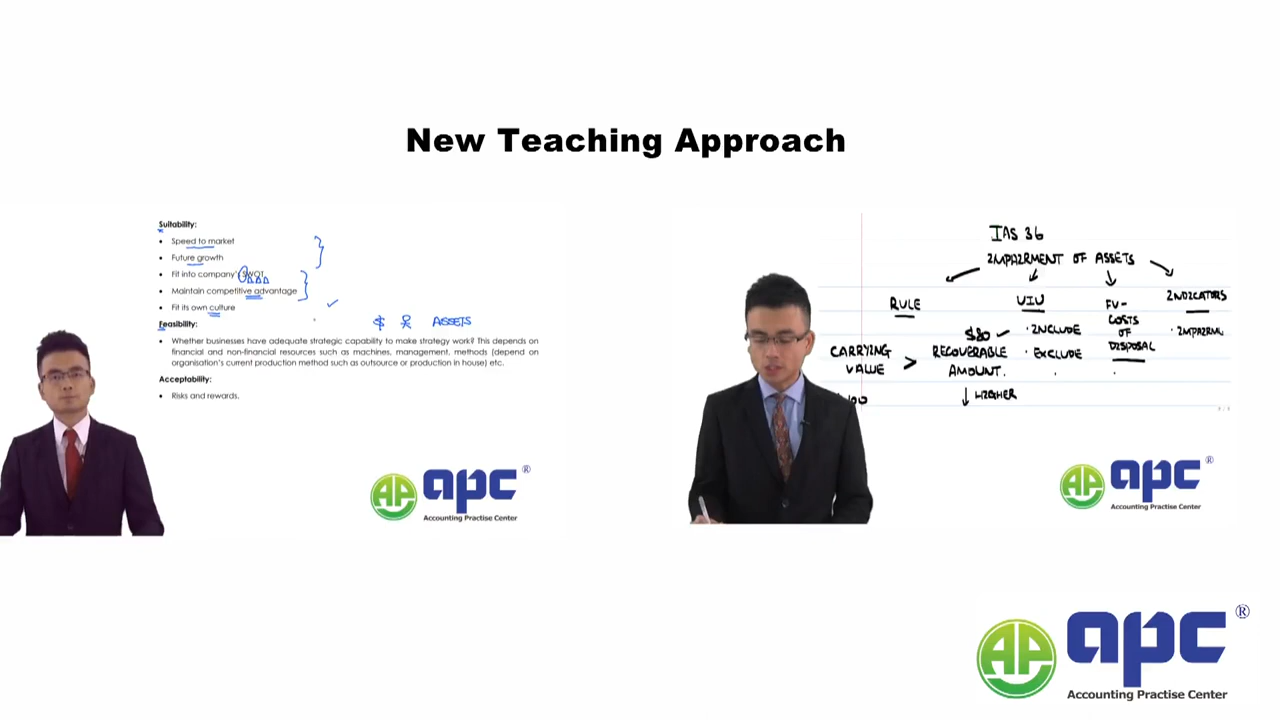 New Teaching Approach
Suitability:
• Speed to market
• Future growth
• Fit into company's SWOT
• Maintain competitive advantage
• Fit its own culture
$ ASSETS
Feasibility:
• Whether businesses have adequate strategic capability to make strategy work? This depends on
financial and non-financial resources such as machines, management, methods (depend on
organisation's current production method such as outsource or production in house) etc.
Acceptability:
• Risks and rewards.
AP apc ®
Accounting Practise Center
IAS 36
IMPAIRMENT OF ASSETS
RULE
VIU
FV-
COSTS
OF
DISPOSAL
INDICATORS
$80
• INCLUDE
• IMPAIRM
CARRYING
VALUE
>
RECOVERABLE
AMOUNT.
• EXCLUDE
↓ HIGHER
AP apc ®
Accounting Practise Center
AP apc ®
Accounting Practise Center